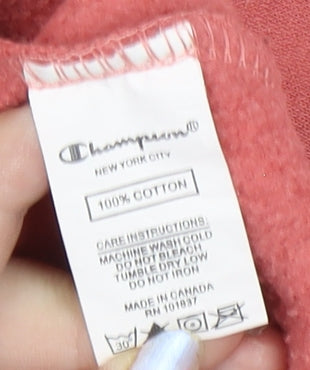 Champion®
NEW YORK CITY
100% COTTON
CARE INSTRUCTIONS:
MACHINE WASH COLD
DO NOT BLEACH
TUMBLE DRY LOW
DO NOT IRON
MADE IN CANADA
RN 101837
30°